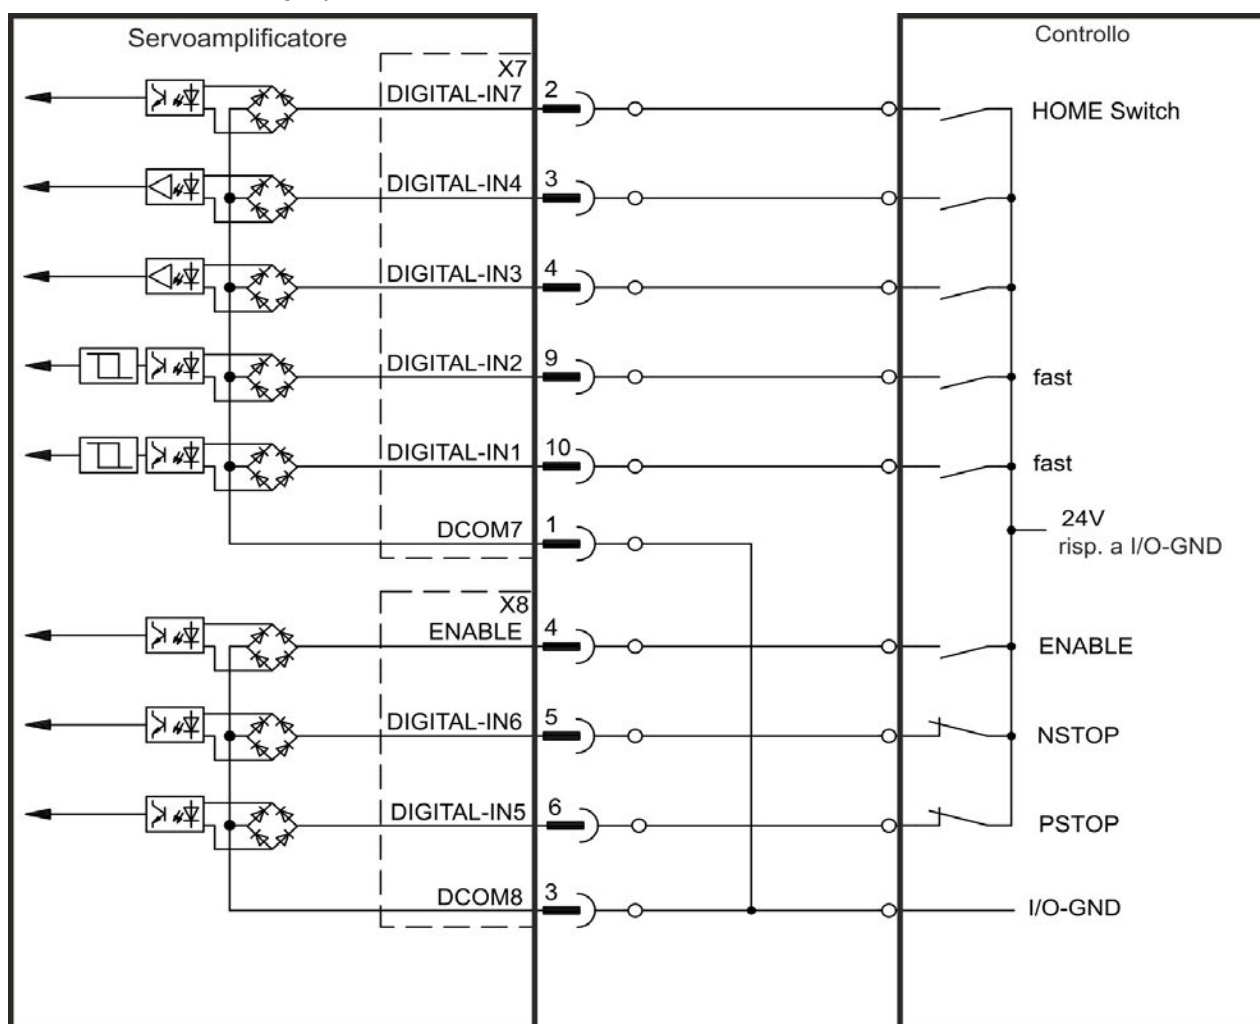 Servoamplificatore
Controllo
X7
DIGITAL-IN7 2 HOME Switch
DIGITAL-IN4 3
DIGITAL-IN3 4
DIGITAL-IN2 9 fast
DIGITAL-IN1 10 fast
DCOM7 1
24V
risp. a I/O-GND
X8
ENABLE 4 ENABLE
DIGITAL-IN6 5 NSTOP
DIGITAL-IN5 6 PSTOP
DCOM8 3 I/O-GND